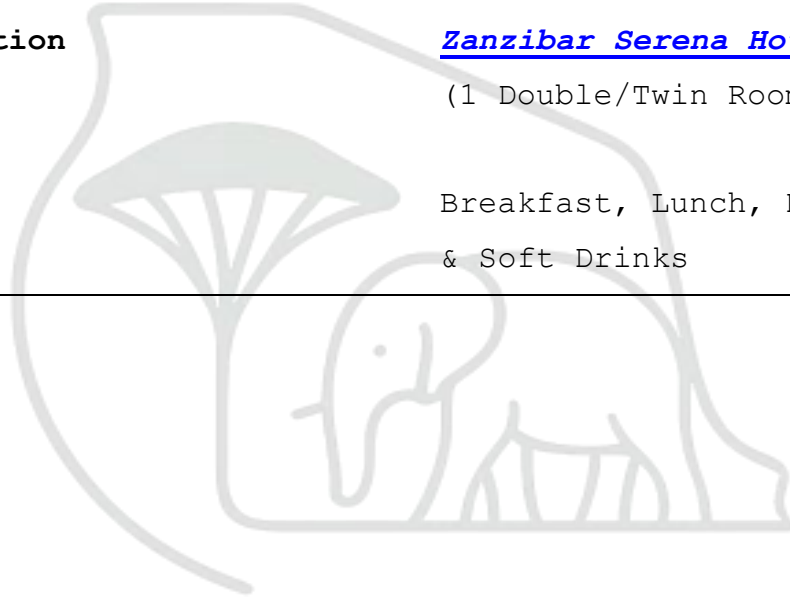 tion Zanzibar Serena Ho
(1 Double/Twin Roo
Breakfast, Lunch,
& Soft Drinks